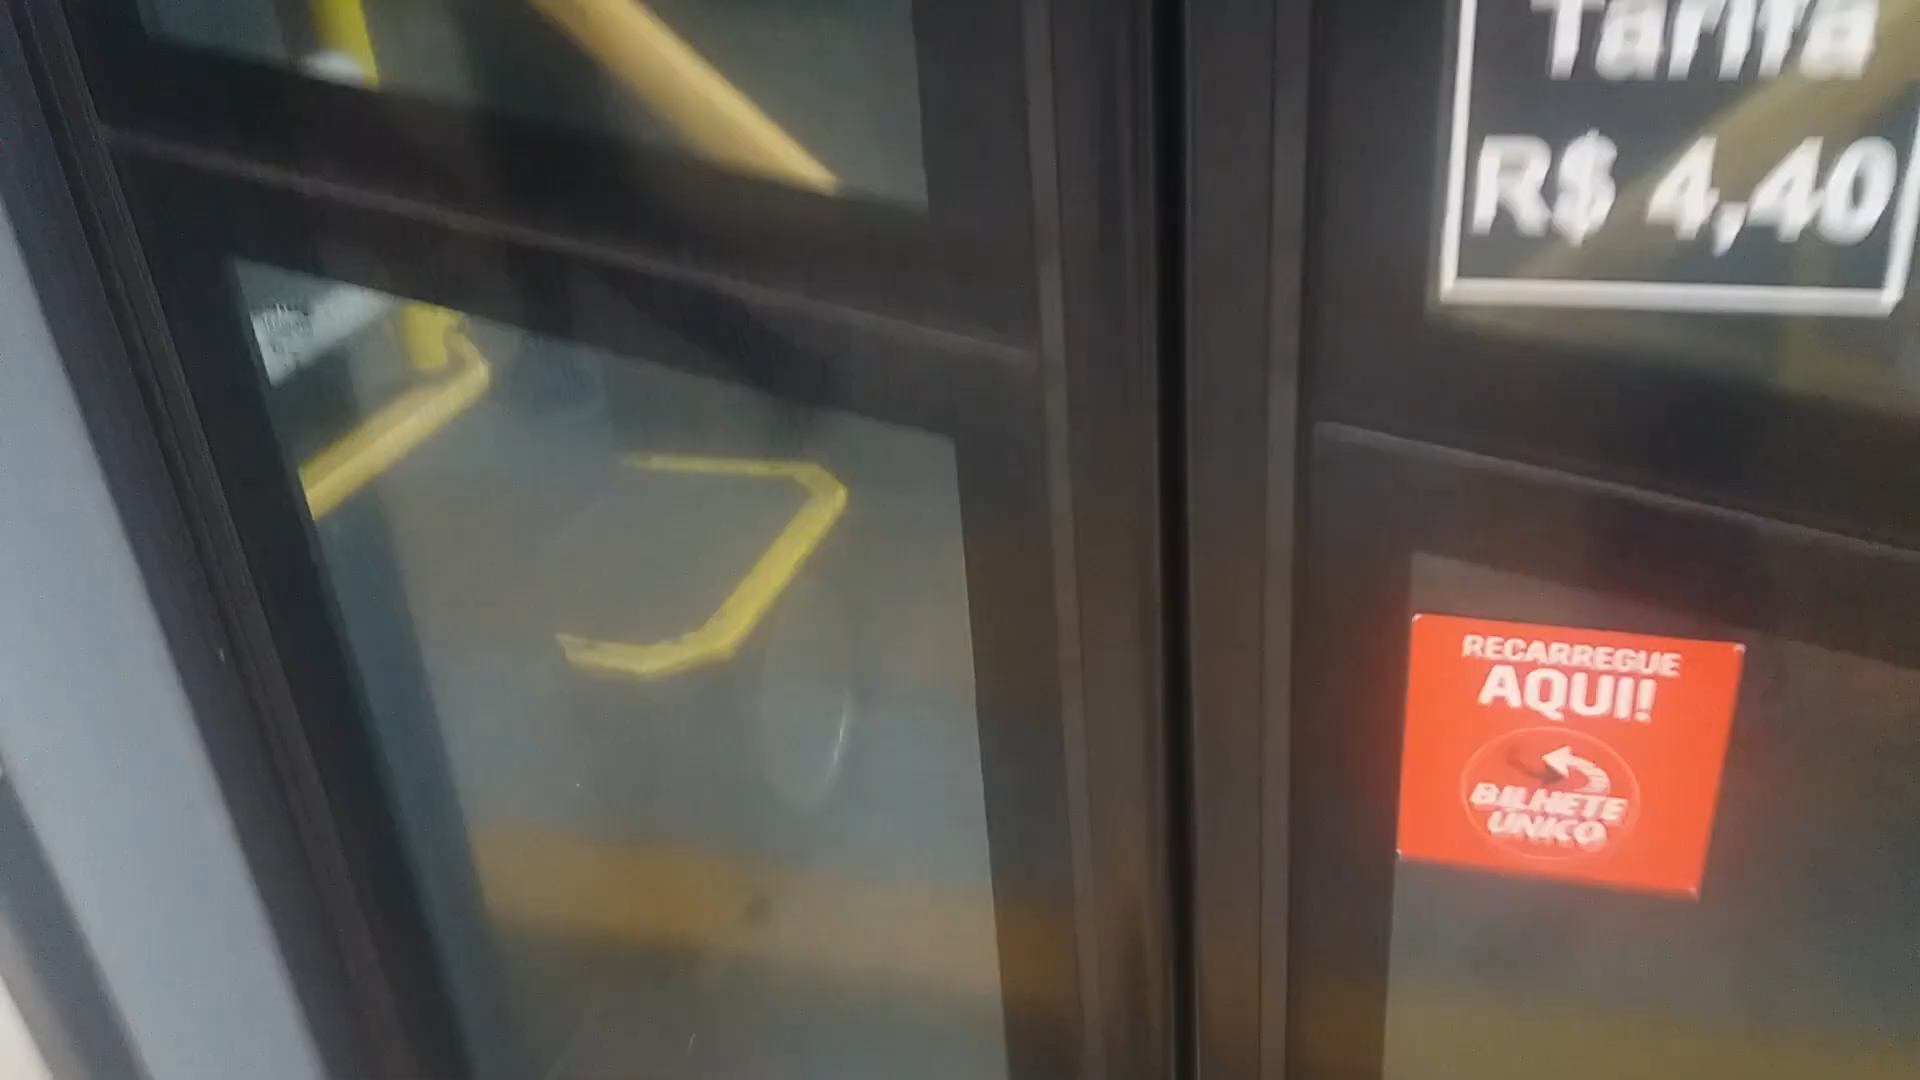 Tarifa
R$ 4,40
RECARREGUE
AQUI!
BILHETE
ÚNICO